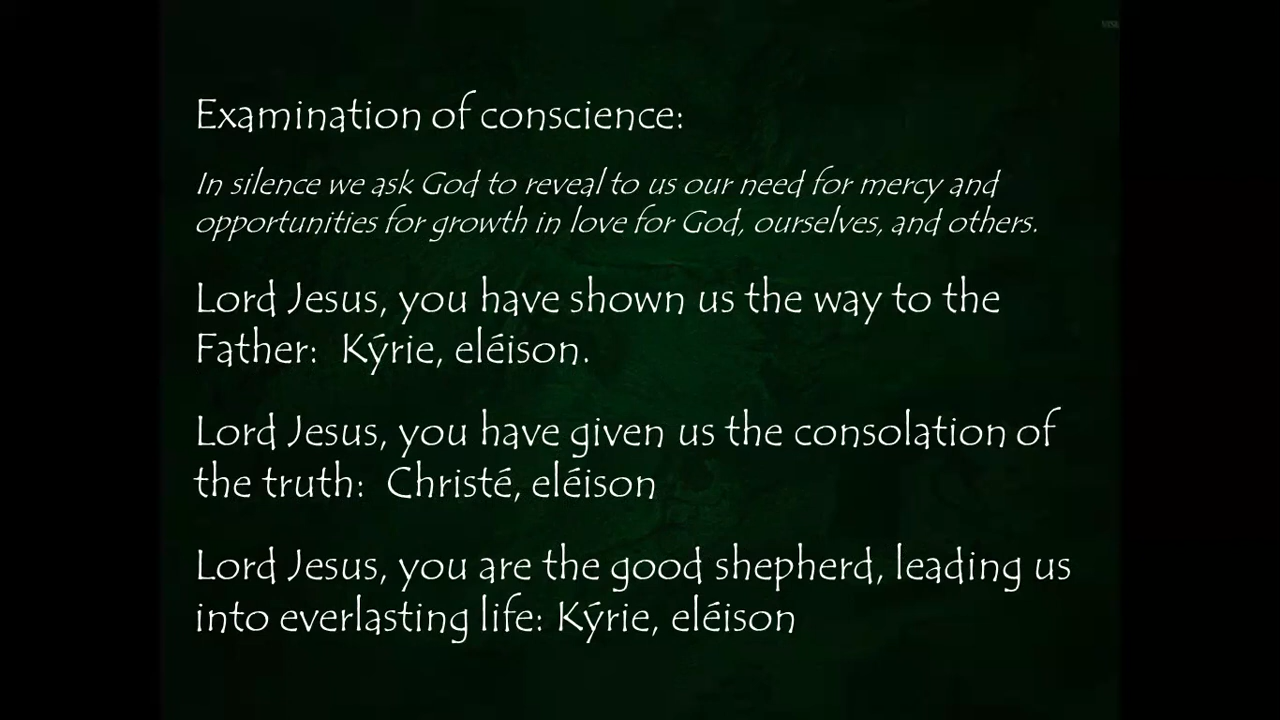 Examination of conscience:
In silence we ask God to reveal to us our need for mercy and
opportunities for growth in love for God, ourselves, and others.
Lord Jesus, you have shown us the way to the
Father:  Kýrie, eléison.
Lord Jesus, you have given us the consolation of
the truth:  Christé, eléison
Lord Jesus, you are the good shepherd, leading us
into everlasting life: Kýrie, eléison